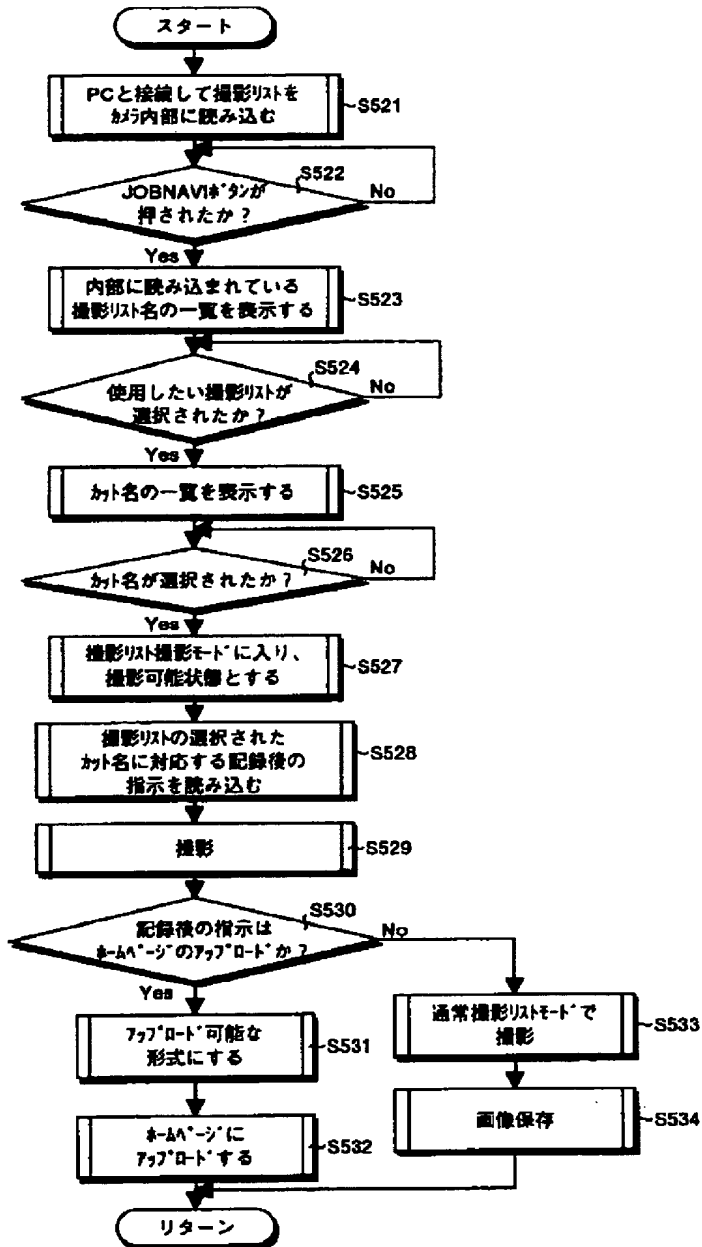 スタート
PCと接続して撮影リストを
ｶﾒﾗ内部に読み込む
S521
S522
JOBNAVIﾎﾞﾀﾝが
押されたか？
No
Yes
内部に読み込まれている
撮影ﾘｽﾄ名の一覧を表示する
S523
S524
使用したい撮影ﾘｽﾄが
選択されたか？
No
Yes
ｶｯﾄ名の一覧を表示する
S525
S526
ｶｯﾄ名が選択されたか？
No
Yes
撮影ﾘｽﾄ撮影ﾓｰﾄﾞに入り、
撮影可能状態とする
S527
撮影リストの選択された
ｶｯﾄ名に対応する記録後の
指示を読み込む
S528
撮影
S529
S530
記録後の指示は
ﾎｰﾑﾍﾟｰｼﾞのｱｯﾌﾟﾛｰﾄﾞか？
No
Yes
ｱｯﾌﾟﾛｰﾄﾞ可能な
形式にする
S531
通常撮影ﾘｽﾄﾓｰﾄﾞで
撮影
S533
ﾎｰﾑﾍﾟｰｼﾞに
ｱｯﾌﾟﾛｰﾄﾞする
S532
画像保存
S534
リターン